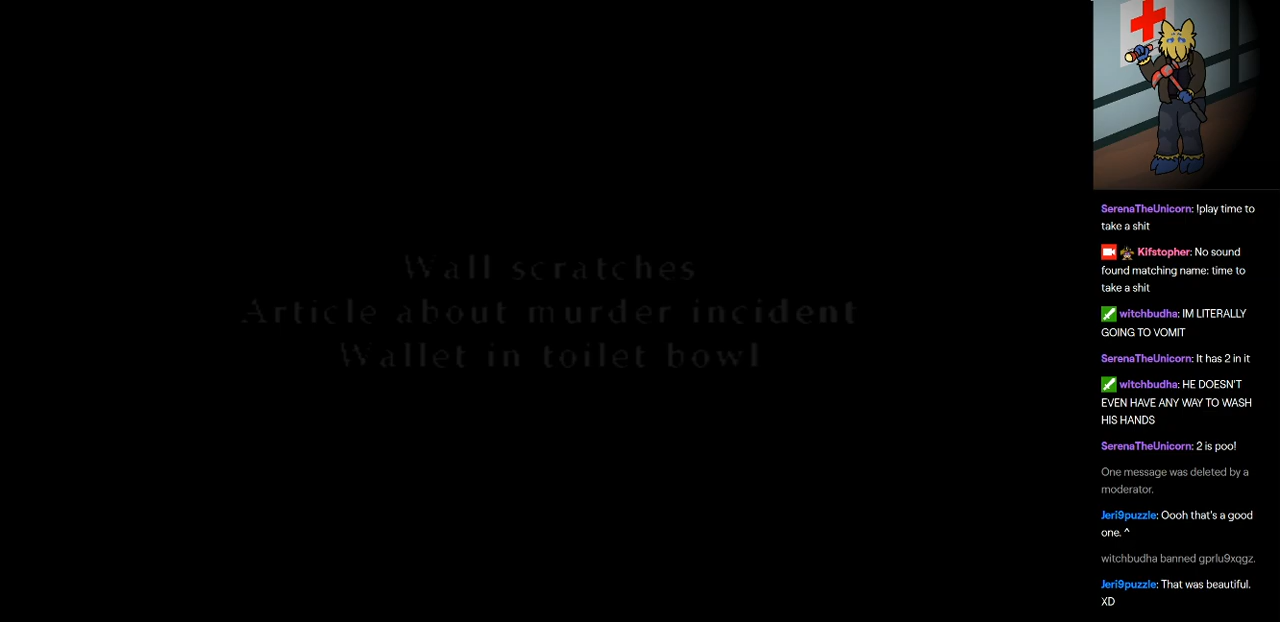 Wall scratches
Article about murder incident
Wallet in toilet bowl
SerenaTheUnicorn: !play time to
take a shit
Kifstopher: No sound
found matching name: time to
take a shit
witchbudha: IM LITERALLY
GOING TO VOMIT
SerenaTheUnicorn: It has 2 in it
witchbudha: HE DOESN'T
EVEN HAVE ANY WAY TO WASH
HIS HANDS
SerenaTheUnicorn: 2 is poo!
One message was deleted by a
moderator.
Jeri9puzzle: Oooh that's a good
one. ^
witchbudha banned gprlu9xqgz.
Jeri9puzzle: That was beautiful.
XD